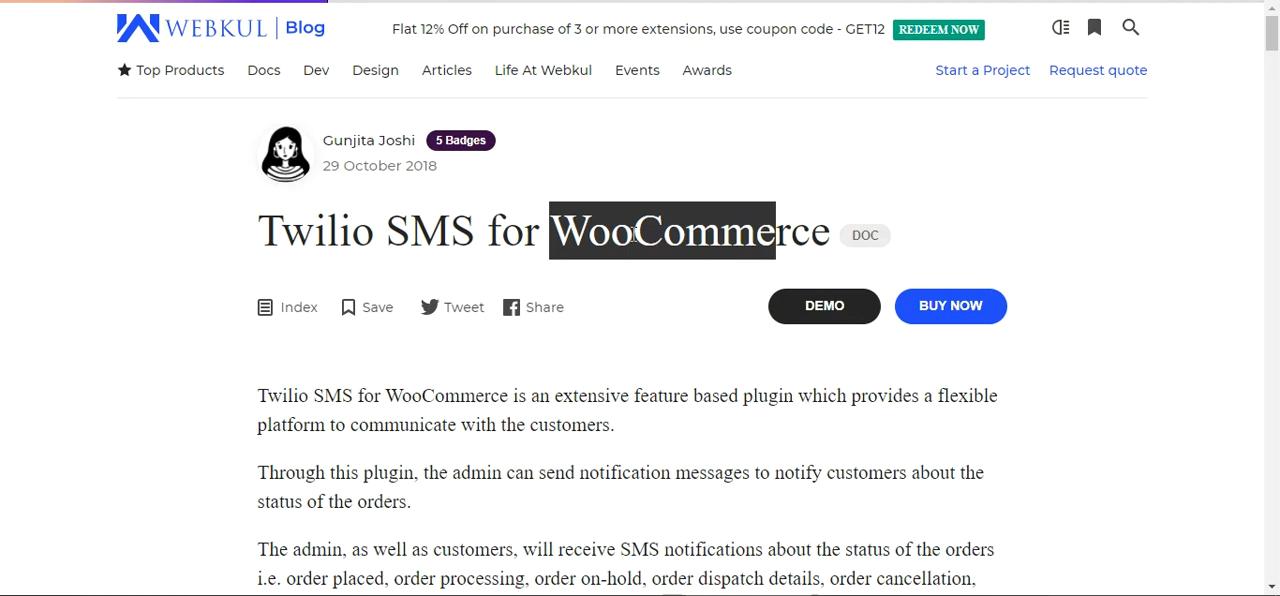 WEBKUL | Blog
Flat 12% Off on purchase of 3 or more extensions, use coupon code - GET12 REDEEM NOW
Top Products Docs Dev Design Articles Life At Webkul Events Awards Start a Project Request quote
Gunjita Joshi 5 Badges
29 October 2018
Twilio SMS for WooCommerce DOC
Index Save Tweet Share DEMO BUY NOW
Twilio SMS for WooCommerce is an extensive feature based plugin which provides a flexible
platform to communicate with the customers.
Through this plugin, the admin can send notification messages to notify customers about the
status of the orders.
The admin, as well as customers, will receive SMS notifications about the status of the orders
i.e. order placed, order processing, order on-hold, order dispatch details, order cancellation,